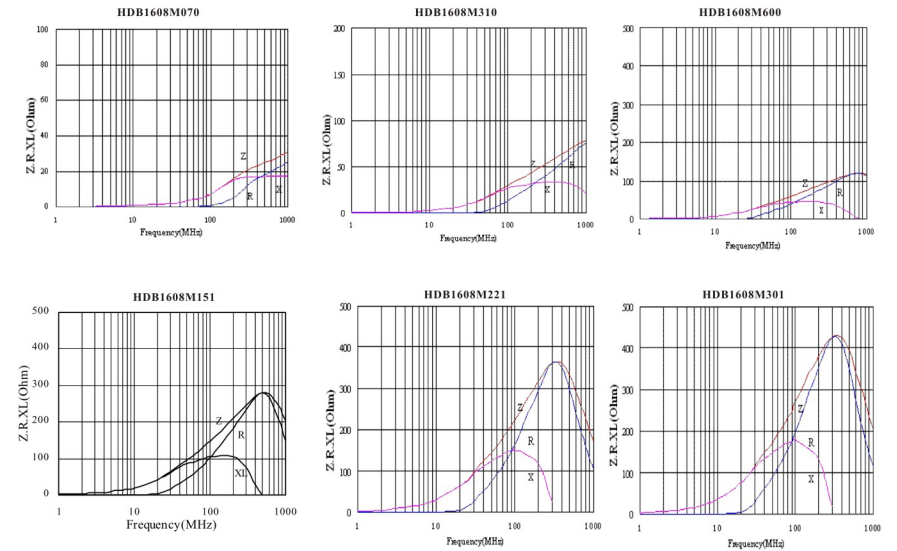 HDB1608M070
Z.R.XL(Ohm)
100
80
60
40
20
0
Z
R
X
1 10 100 1000
Frequency(MHz)
HDB1608M310
Z.R.XL(Ohm)
200
150
100
50
0
Z
R
X
1 10 100 1000
Frequency(MHz)
HDB1608M600
Z.R.XL(Ohm)
500
400
300
200
100
0
Z
R
X
1 10 100 1000
Frequency(MHz)
HDB1608M151
Z.R.XL(Ohm)
500
400
300
200
100
0
Z
R
XL
1 10 100 1000
Frequency(MHz)
HDB1608M221
Z.R.XL(Ohm)
500
400
300
200
100
0
Z
R
X
1 10 100 1000
Frequency(MHz)
HDB1608M301
Z.R.XL(Ohm)
500
400
300
200
100
0
Z
R
X
1 10 100 1000
Frequency(MHz)